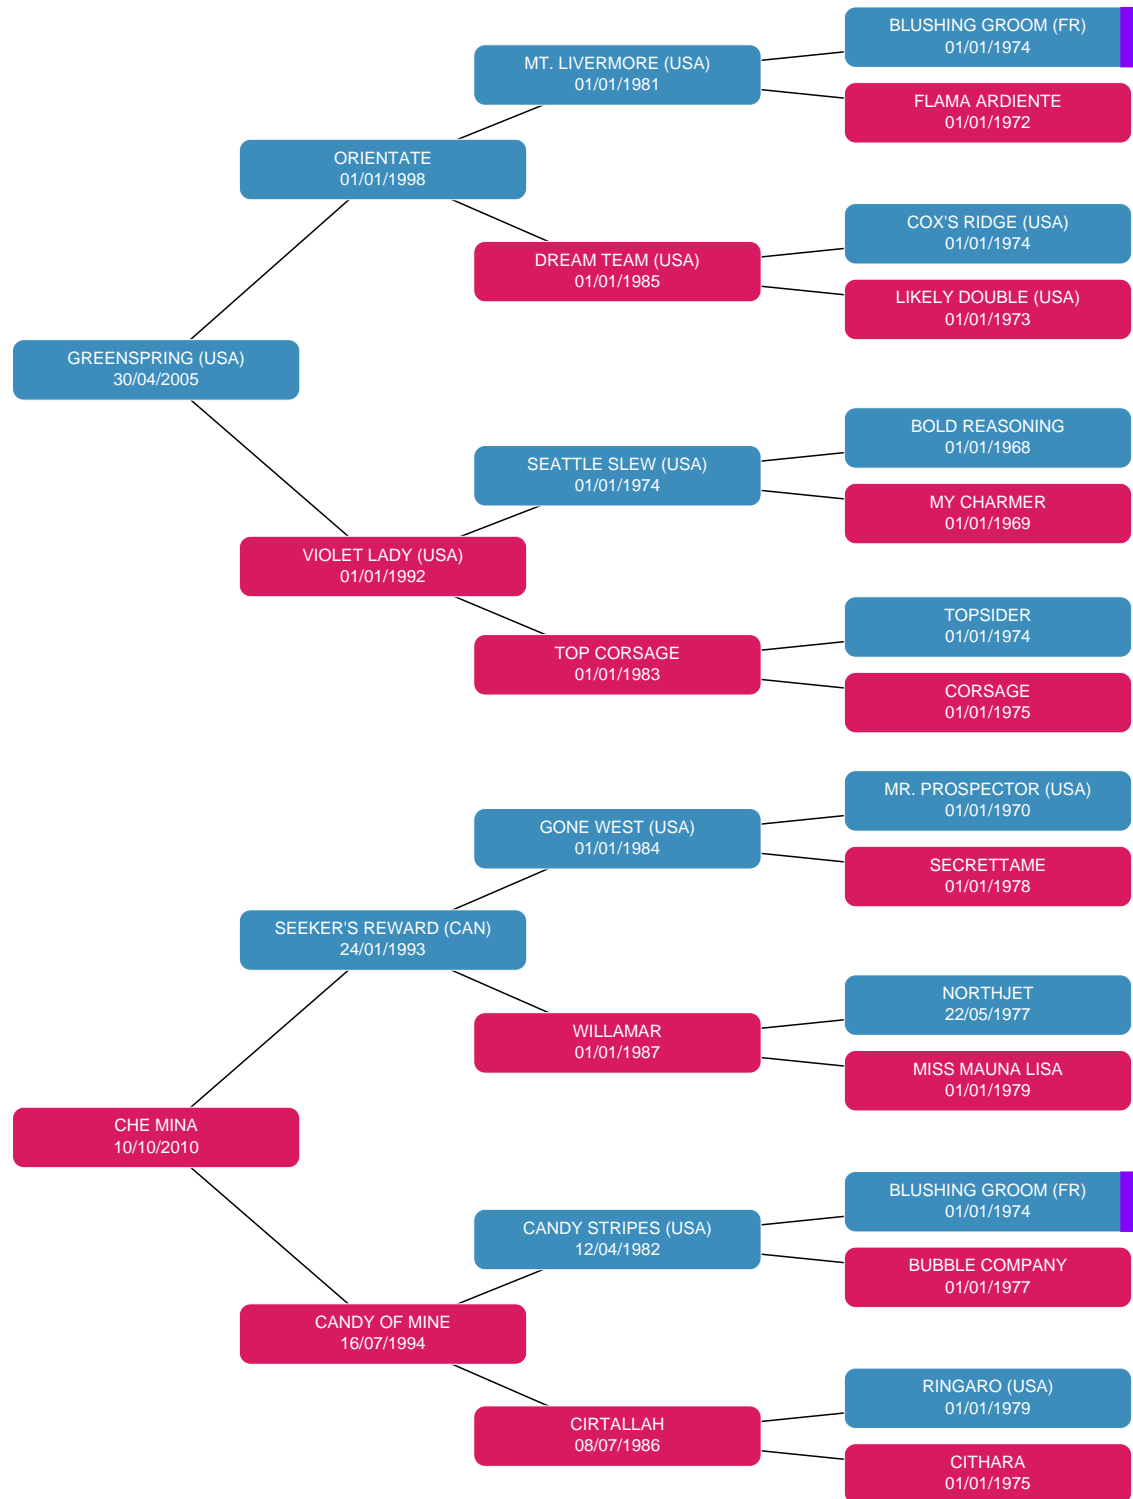 BLUSHING GROOM (FR)
01/01/1974
MT. LIVERMORE (USA)
01/01/1981
FLAMA ARDIENTE
01/01/1972
ORIENTATE
01/01/1998
COX'S RIDGE (USA)
01/01/1974
DREAM TEAM (USA)
01/01/1985
LIKELY DOUBLE (USA)
01/01/1973
GREENSPRING (USA)
30/04/2005
BOLD REASONING
01/01/1968
SEATTLE SLEW (USA)
01/01/1974
MY CHARMER
01/01/1969
VIOLET LADY (USA)
01/01/1992
TOPSIDER
01/01/1974
TOP CORSAGE
01/01/1983
CORSAGE
01/01/1975
MR. PROSPECTOR (USA)
01/01/1970
GONE WEST (USA)
01/01/1984
SECRETTAME
01/01/1978
SEEKER'S REWARD (CAN)
24/01/1993
NORTHJET
22/05/1977
WILLAMAR
01/01/1987
MISS MAUNA LISA
01/01/1979
CHE MINA
10/10/2010
BLUSHING GROOM (FR)
01/01/1974
CANDY STRIPES (USA)
12/04/1982
BUBBLE COMPANY
01/01/1977
CANDY OF MINE
16/07/1994
RINGARO (USA)
01/01/1979
CIRTALLAH
08/07/1986
CITHARA
01/01/1975